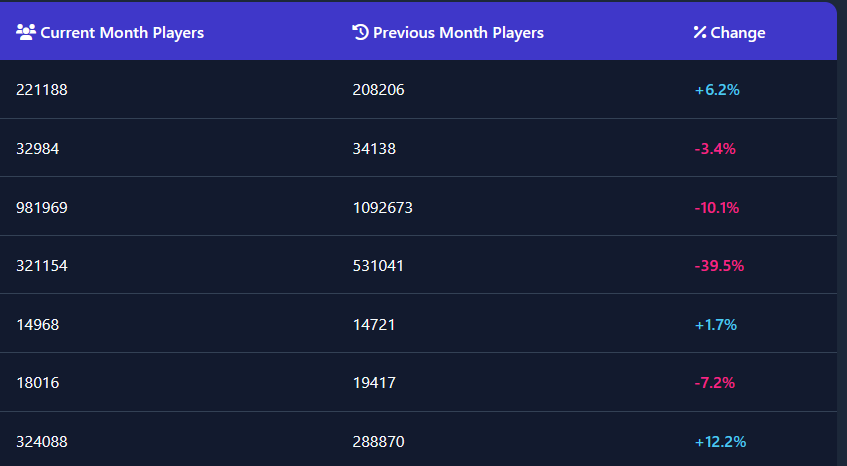 Current Month Players Previous Month Players Change
221188 208206 +6.2%
32984 34138 -3.4%
981969 1092673 -10.1%
321154 531041 -39.5%
14968 14721 +1.7%
18016 19417 -7.2%
324088 288870 +12.2%